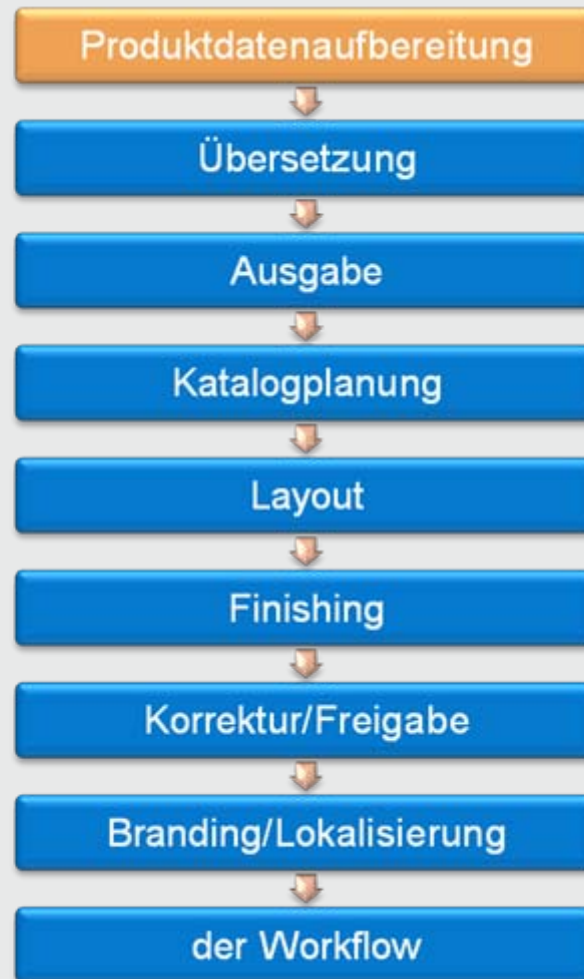 Produktdatenaufbereitung
Übersetzung
Ausgabe
Katalogplanung
Layout
Finishing
Korrektur/Freigabe
Branding/Lokalisierung
der Workflow